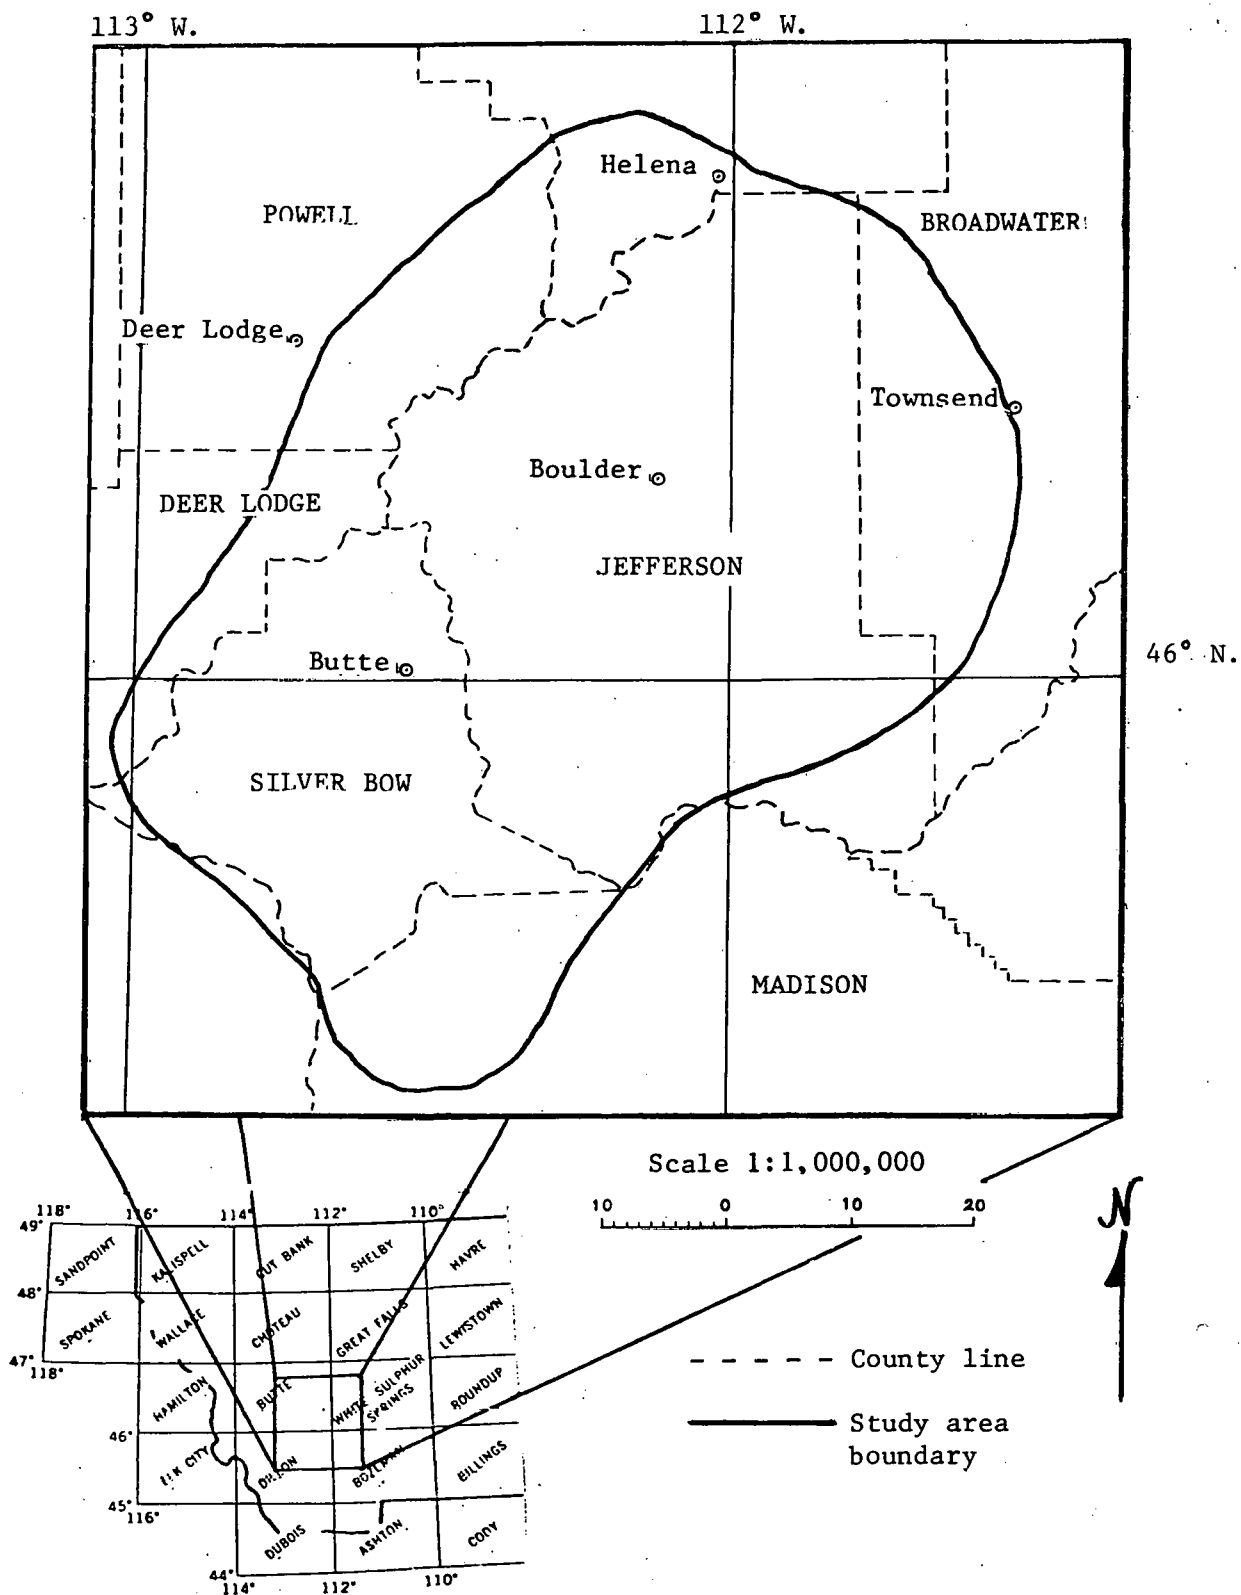 113° W.
112° W.
Helena
POWELL
BROADWATER
Deer Lodge
Townsend
Boulder
DEER LODGE
JEFFERSON
46° N.
Butte
SILVER BOW
MADISON
Scale 1:1,000,000
10 0 10 20
N
118° 116° 114° 112° 110°
49°
SANDPOINT
KALISPELL
CUT BANK
SHELBY
HAVRE
48°
SPOKANE
WALLACE
CHOTEAU
GREAT FALLS
LEWISTOWN
47°
118°
HAMILTON
BUTTE
WHITE SULPHUR
SPRINGS
ROUNDUP
46°
CITY
DILLON
BOZEMAN
BILLINGS
45°
116°
DUBOIS
ASHTON
CODY
44°
114° 112° 110°
County line
Study area
boundary